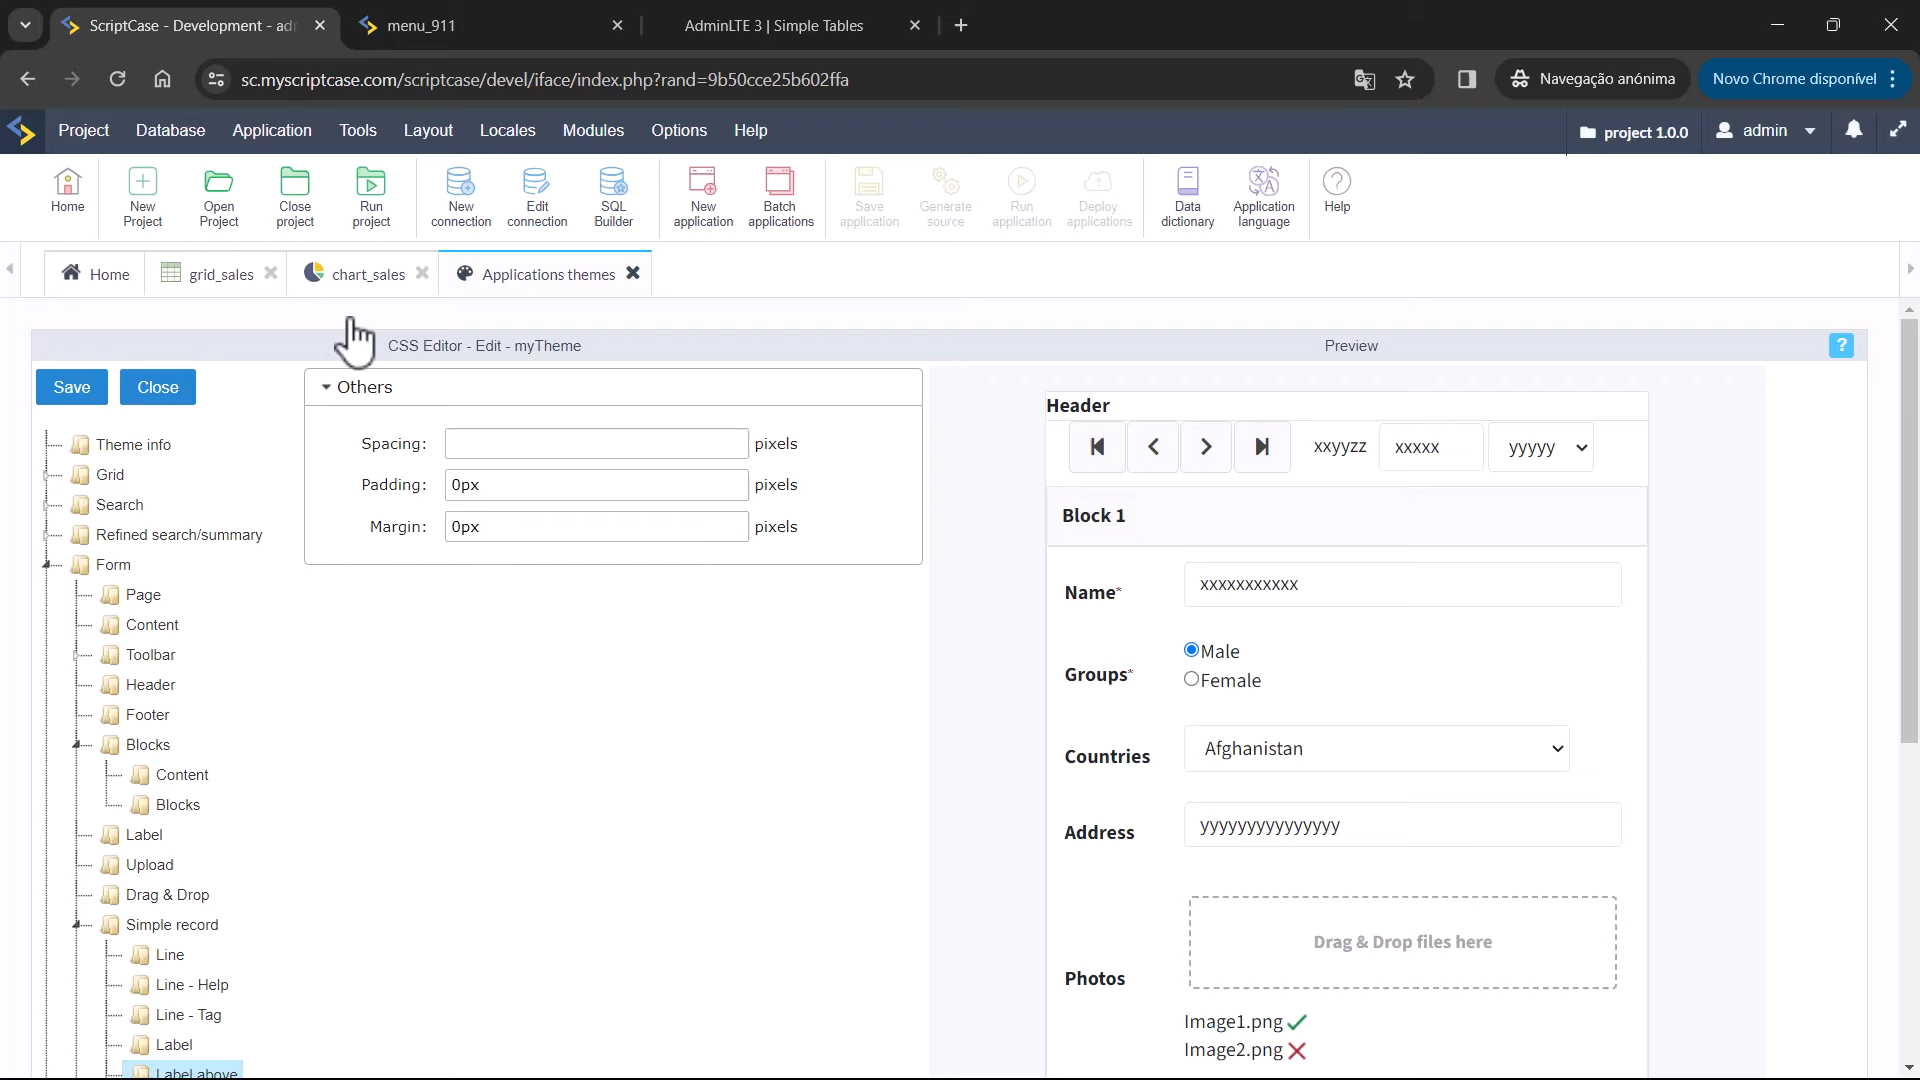 ScriptCase - Development - ad
menu_911
AdminLTE 3 | Simple Tables
sc.myscriptcase.com/scriptcase/devel/iface/index.php?rand=9b50cce25b602ffa
Navegação anónima
Novo Chrome disponível
Project
Database
Application
Tools
Layout
Locales
Modules
Options
Help
project 1.0.0
admin
Home
New Project
Open Project
Close project
Run project
New connection
Edit connection
SQL Builder
New application
Batch applications
Save application
Generate source
Run application
Deploy applications
Data dictionary
Application language
Help
Home
grid_sales
chart_sales
Applications themes
CSS Editor - Edit - myTheme
Preview
?
Save
Close
Theme info
Grid
Search
Refined search/summary
Form
Page
Content
Toolbar
Header
Footer
Blocks
Content
Blocks
Label
Upload
Drag & Drop
Simple record
Line
Line - Help
Line - Tag
Label
Label above
Others
Spacing:
pixels
Padding:
0px
pixels
Margin:
0px
pixels
Header
xxyyzz
xxxxx
yyyyy
Block 1
Name*
xxxxxxxxxxx
Groups*
Male
Female
Countries
Afghanistan
Address
yyyyyyyyyyyyyyy
Photos
Drag & Drop files here
Image1.png
Image2.png